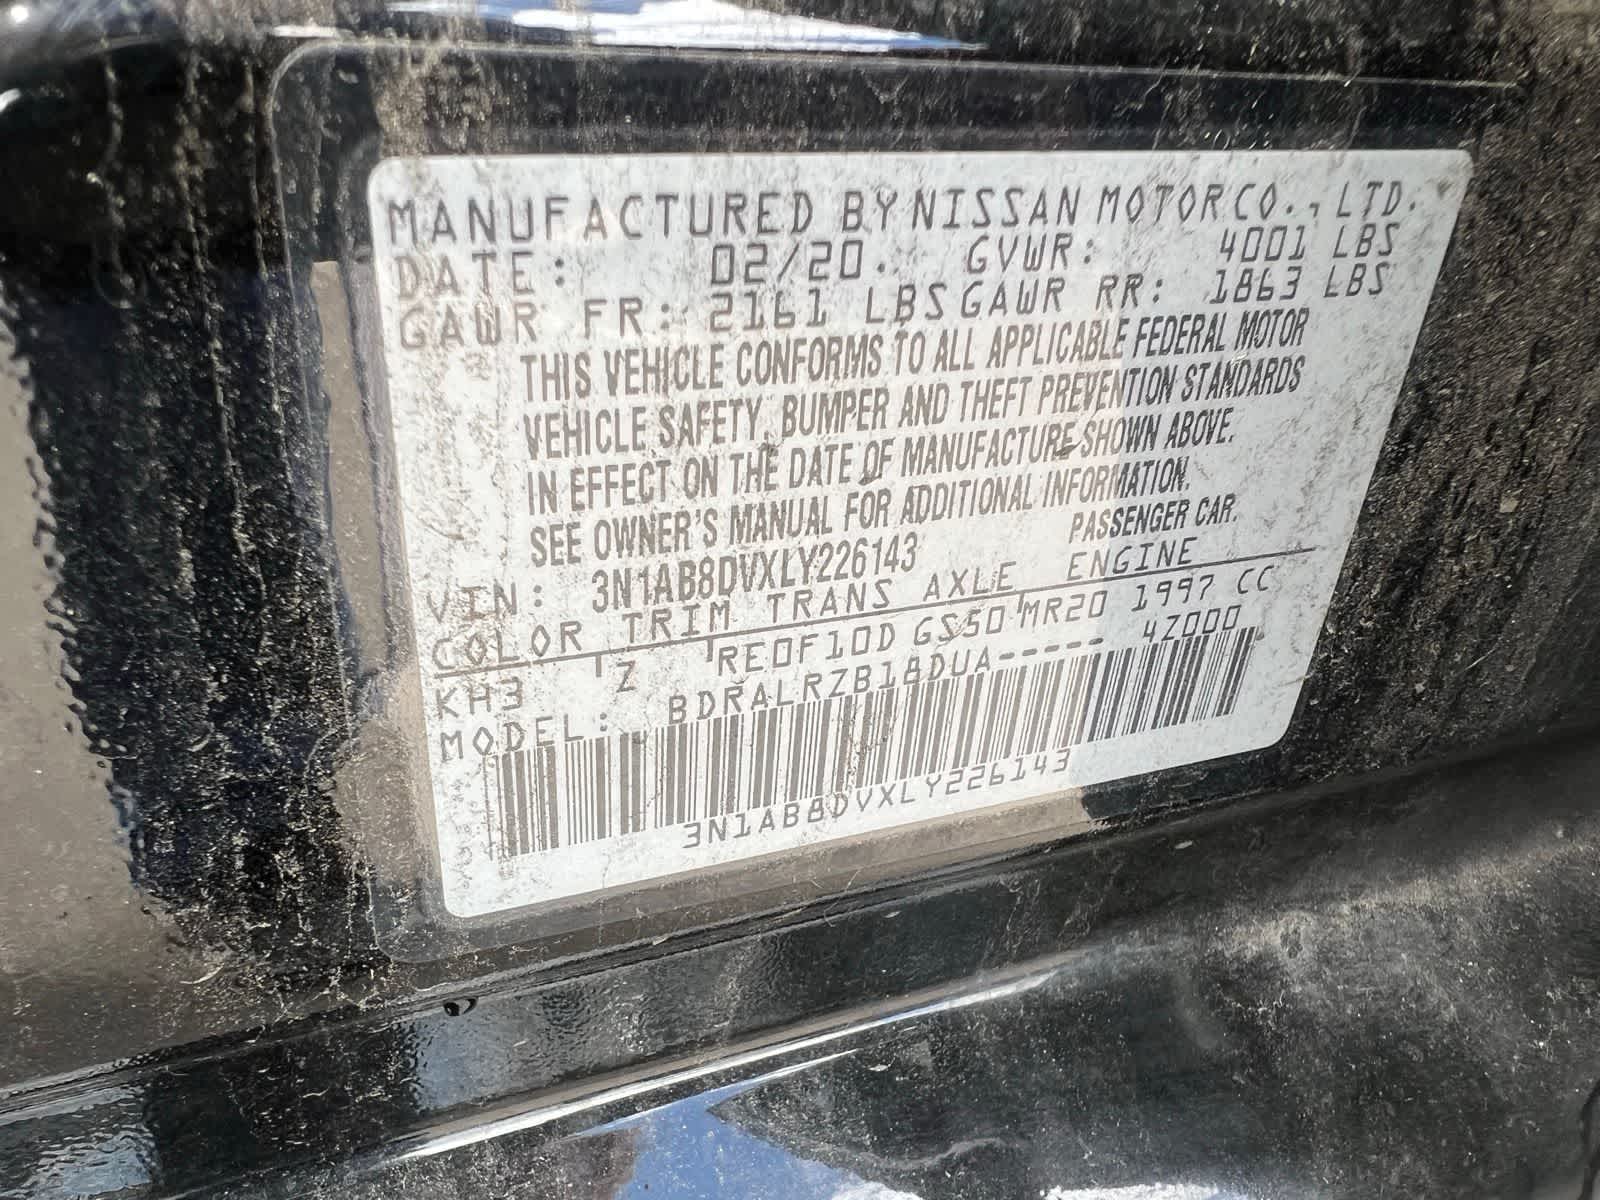 MANUFACTURED BY NISSAN MOTOR CO., LTD.
DATE: 02/20. GVWR: 4001 LBS
GAWR FR: 2161 LBS GAWR RR: 1863 LBS
THIS VEHICLE CONFORMS TO ALL APPLICABLE FEDERAL MOTOR
VEHICLE SAFETY, BUMPER AND THEFT PREVENTION STANDARDS
IN EFFECT ON THE DATE OF MANUFACTURE SHOWN ABOVE.
SEE OWNER'S MANUAL FOR ADDITIONAL INFORMATION.
VIN: 3N1AB8DVXLY226143 PASSENGER CAR.
COLOR TRIM TRANS AXLE ENGINE
KH3 Z RE0F10D GS50 MR20 1997 CC
MODEL: BDRALRZB18DUA----- 4Z000
3N1AB8DVXLY226143